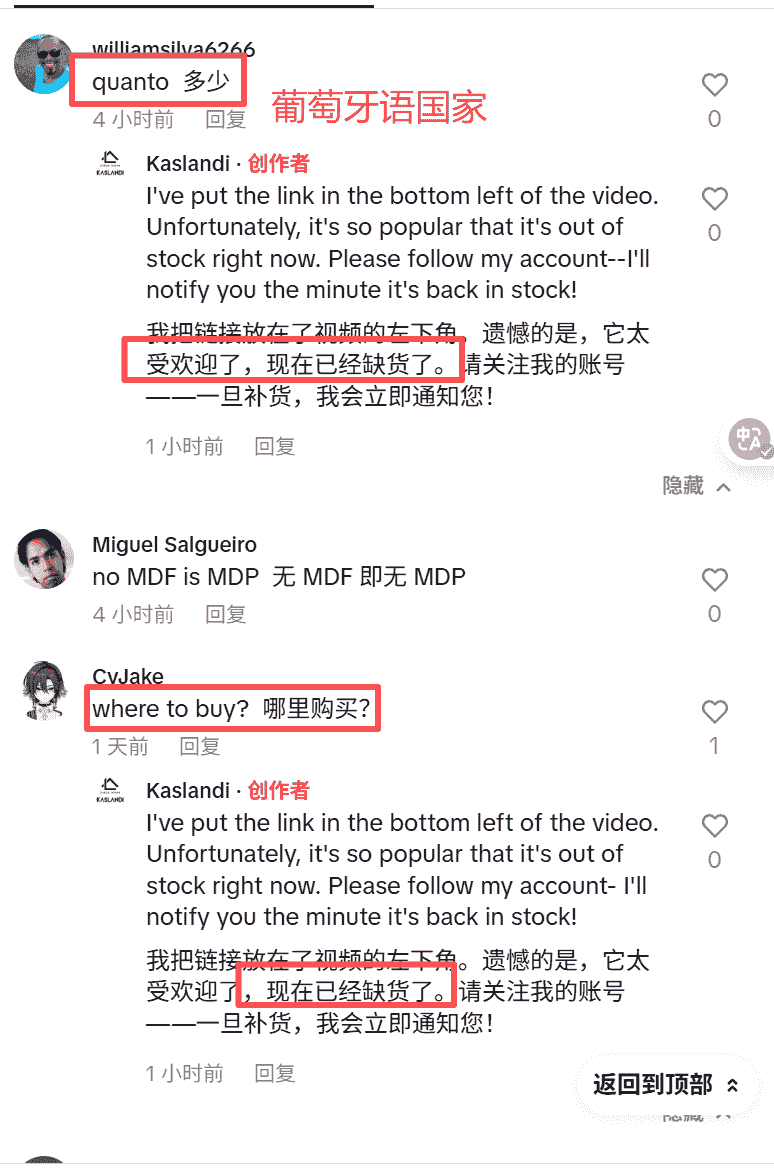 williamsilva6266
quanto 多少
葡萄牙语国家
4 小时前 回复
0
KASLANDI
Kaslandi · 创作者
I've put the link in the bottom left of the video.
Unfortunately, it's so popular that it's out of
stock right now. Please follow my account--I'll
notify you the minute it's back in stock!
0
我把链接放在了视频的左下角。遗憾的是，它太
受欢迎了，现在已经缺货了。请关注我的账号
——一旦补货，我会立即通知您！
1 小时前 回复
隐藏
Miguel Salgueiro
no MDF is MDP 无 MDF 即无 MDP
4 小时前 回复
0
CvJake
where to buy? 哪里购买？
1 天前 回复
1
KASLANDI
Kaslandi · 创作者
I've put the link in the bottom left of the video.
Unfortunately, it's so popular that it's out of
stock right now. Please follow my account- I'll
notify you the minute it's back in stock!
0
我把链接放在了视频的左下角。遗憾的是，它太
受欢迎了，现在已经缺货了。请关注我的账号
——一旦补货，我会立即通知您！
1 小时前 回复
返回到顶部
隐藏